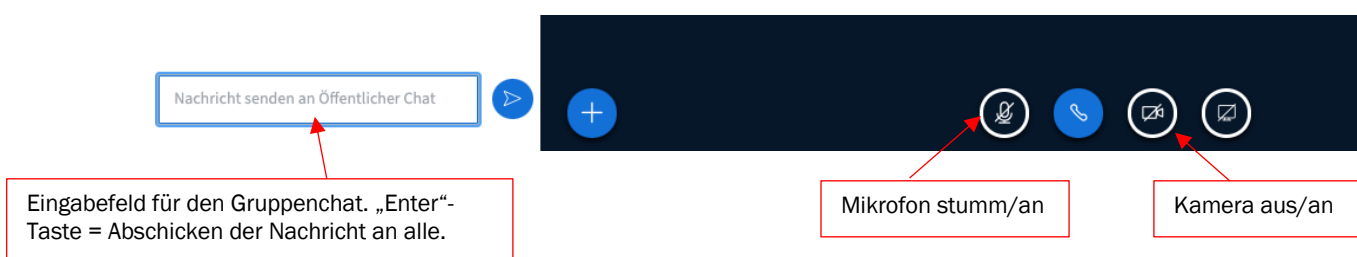 Nachricht senden an Öffentlicher Chat
Eingabefeld für den Gruppenchat. „Enter“-
Taste = Abschicken der Nachricht an alle.
Mikrofon stumm/an
Kamera aus/an